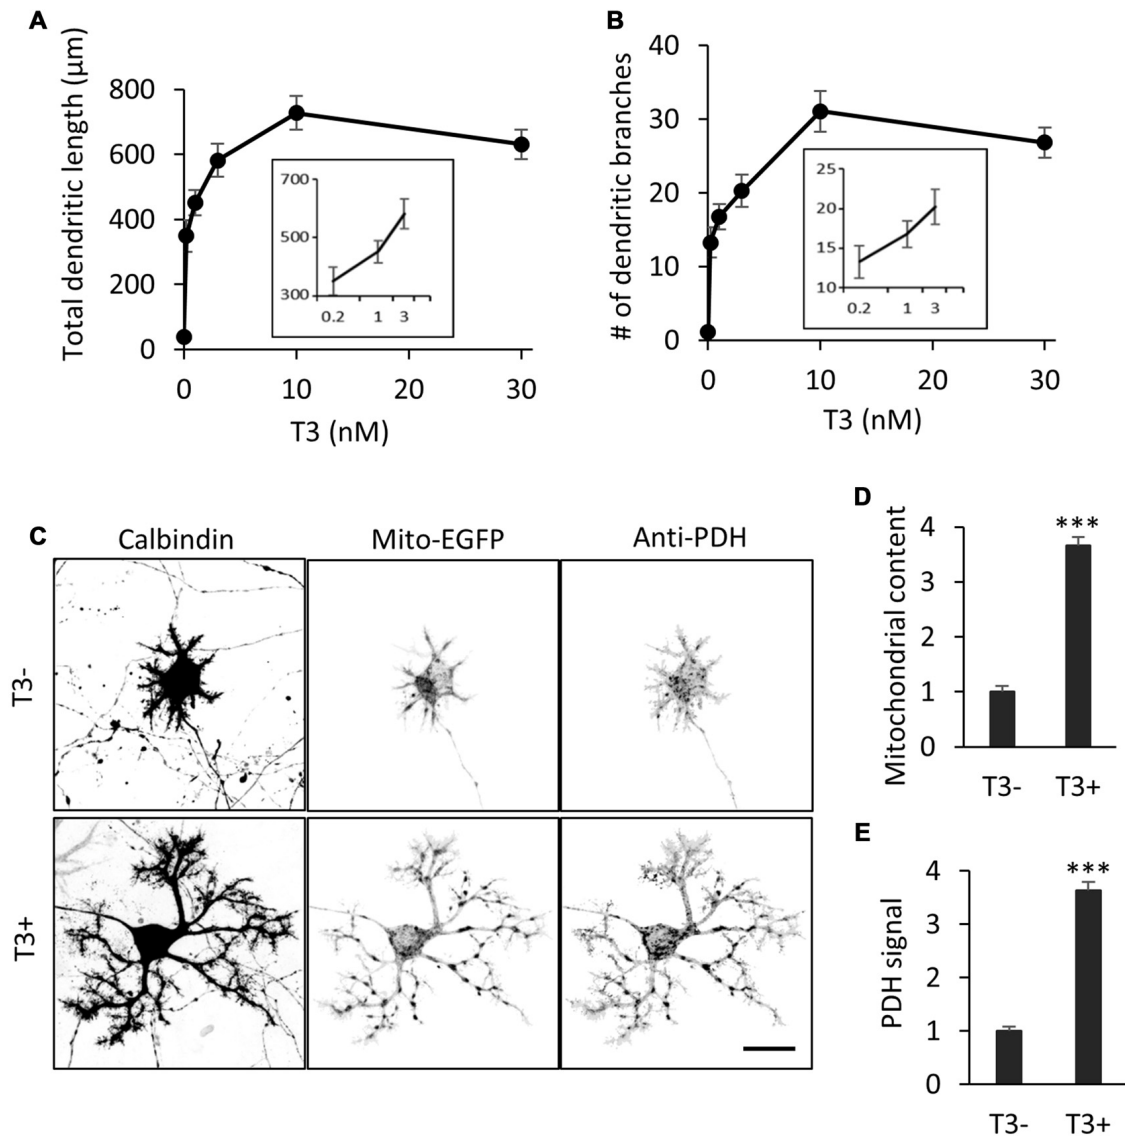 A
Total dendritic length (µm)
800
600
400
200
0
0 10 20 30
T3 (nM)
700
500
300
0.2 1 3
B
# of dendritic branches
40
30
20
10
0
0 10 20 30
T3 (nM)
25
20
15
10
0.2 1 3
C
Calbindin Mito-EGFP Anti-PDH
T3-
T3+
D
Mitochondrial content
4
3
2
1
0
***
T3- T3+
E
PDH signal
4
3
4
1
0
***
T3- T3+